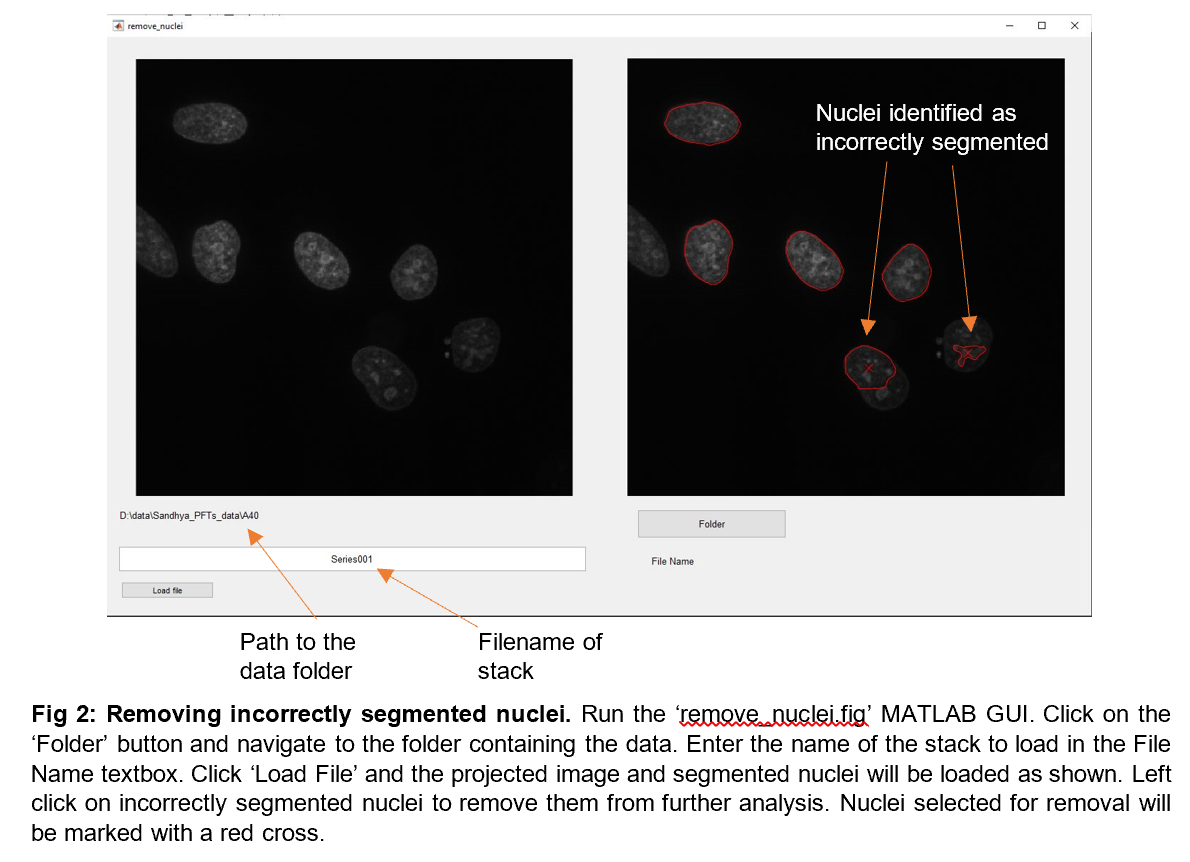 remove_nuclei
Nuclei identified as
incorrectly segmented
D:\data\Sandhya_PFTs_data\A40
Folder
Series001
File Name
Load file
Path to the
data folder
Filename of
stack
Fig 2: Removing incorrectly segmented nuclei. Run the ‘remove_nuclei.fig’ MATLAB GUI. Click on the
‘Folder’ button and navigate to the folder containing the data. Enter the name of the stack to load in the File
Name textbox. Click ‘Load File’ and the projected image and segmented nuclei will be loaded as shown. Left
click on incorrectly segmented nuclei to remove them from further analysis. Nuclei selected for removal will
be marked with a red cross.